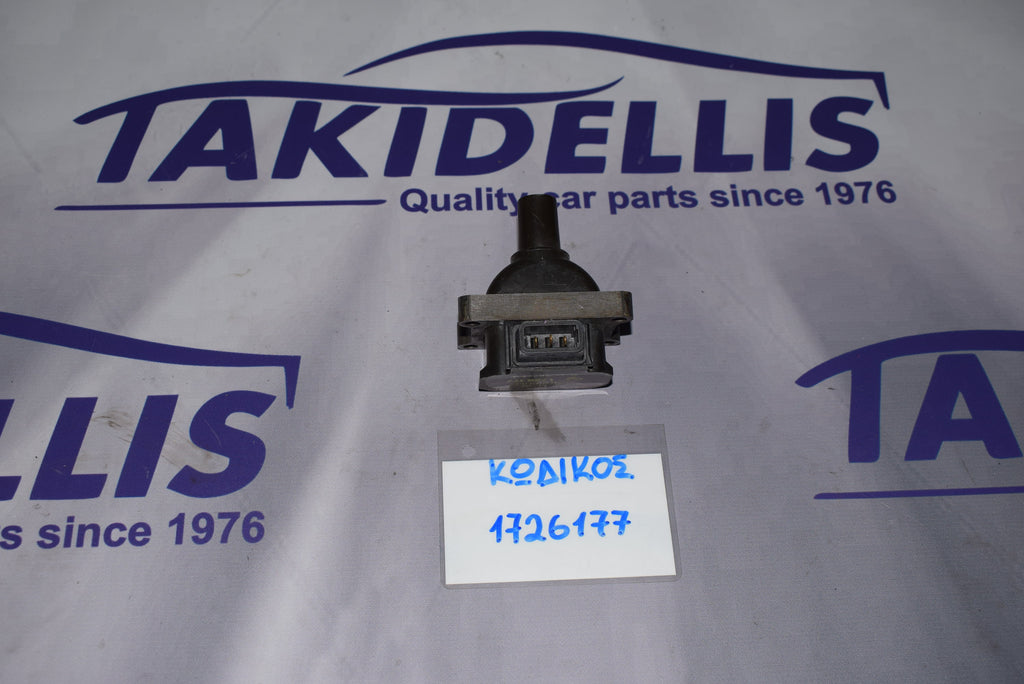 TAKIDELLIS
Quality car parts since 1976
LLIS
s since 1976
TA
ΚΩΔΙΚΟΣ
1726177